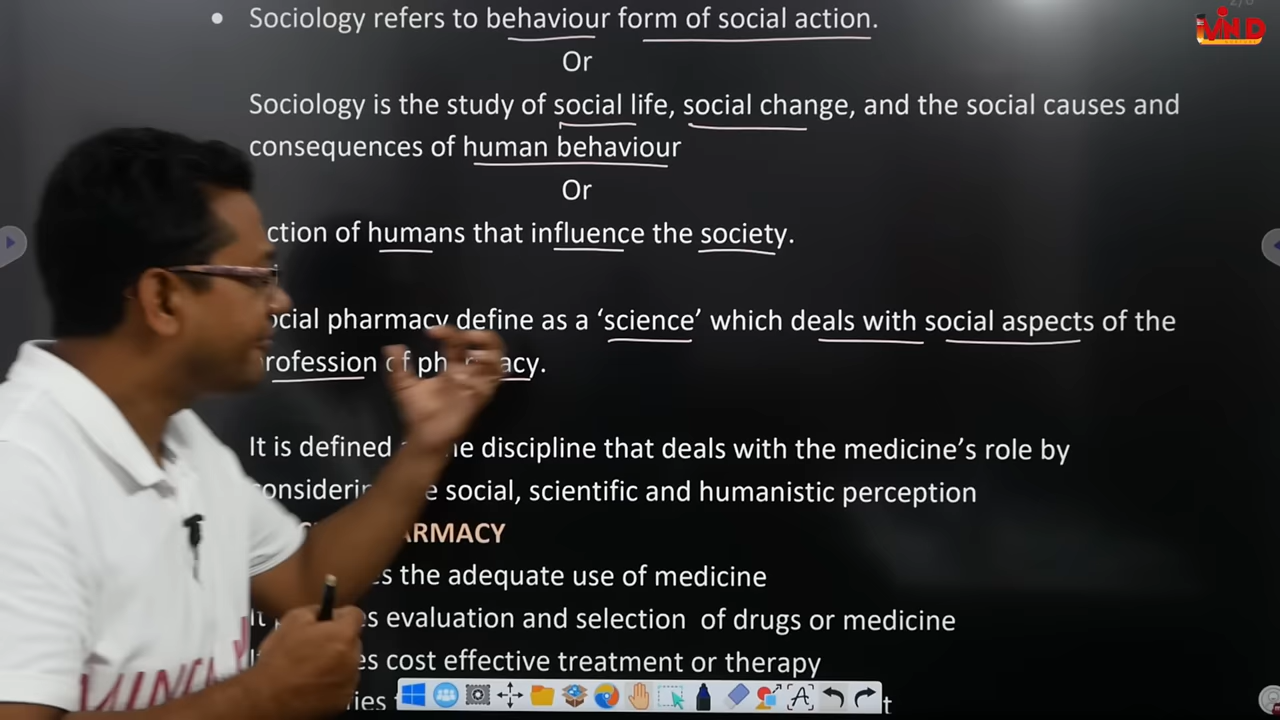 Sociology refers to behaviour form of social action.
Or
Sociology is the study of social life, social change, and the social causes and
consequences of human behaviour
Or
ction of humans that influence the society.
ocial pharmacy define as a ‘science’ which deals with social aspects of the
rofession of pharmacy.
It is defined the discipline that deals with the medicine’s role by
social, scientific and humanistic perception
ARMACY
the adequate use of medicine
It evaluation and selection of drugs or medicine
cost effective treatment or therapy